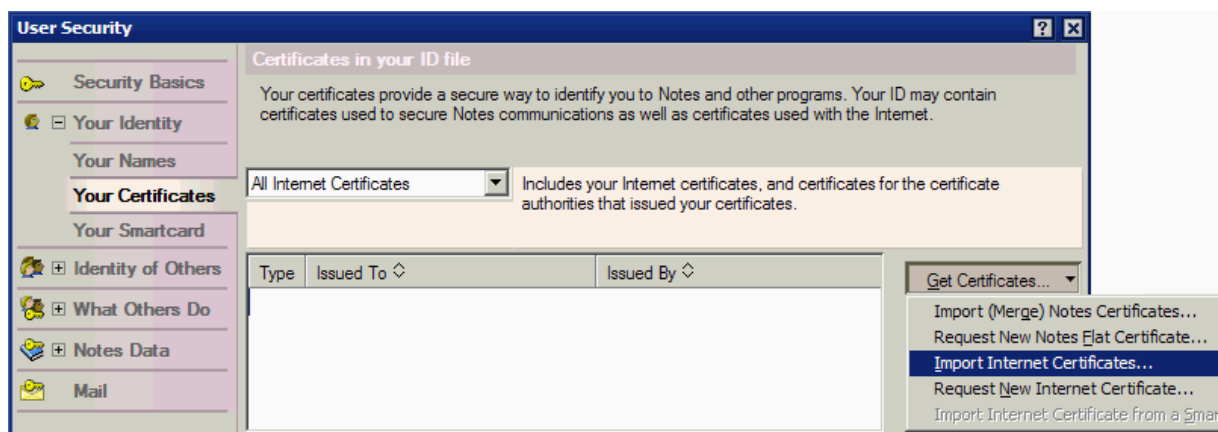 User Security
Certificates in your ID file
Security Basics
Your certificates provide a secure way to identify you to Notes and other programs. Your ID may contain
certificates used to secure Notes communications as well as certificates used with the Internet.
Your Identity
Your Names
Your Certificates
Your Smartcard
All Internet Certificates
Includes your Internet certificates, and certificates for the certificate
authorities that issued your certificates.
Identity of Others
What Others Do
Notes Data
Mail
Type Issued To Issued By
Get Certificates...
Import (Merge) Notes Certificates...
Request New Notes Flat Certificate...
Import Internet Certificates...
Request New Internet Certificate...
Import Internet Certificate from a Smar